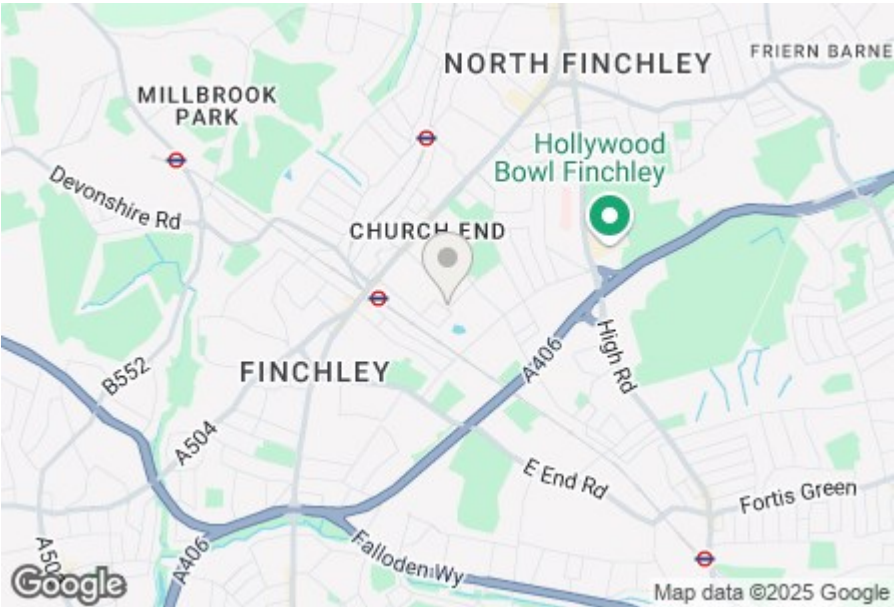 NORTH FINCHLEY
FRIERN BARNE
MILLBROOK
PARK
Hollywood
Bowl Finchley
Devonshire Rd
CHURCH END
A406
High Rd
FINCHLEY
B552
A504
E End Rd
Fortis Green
A504
A406
Falloden Wy
Google
Map data ©2025 Google